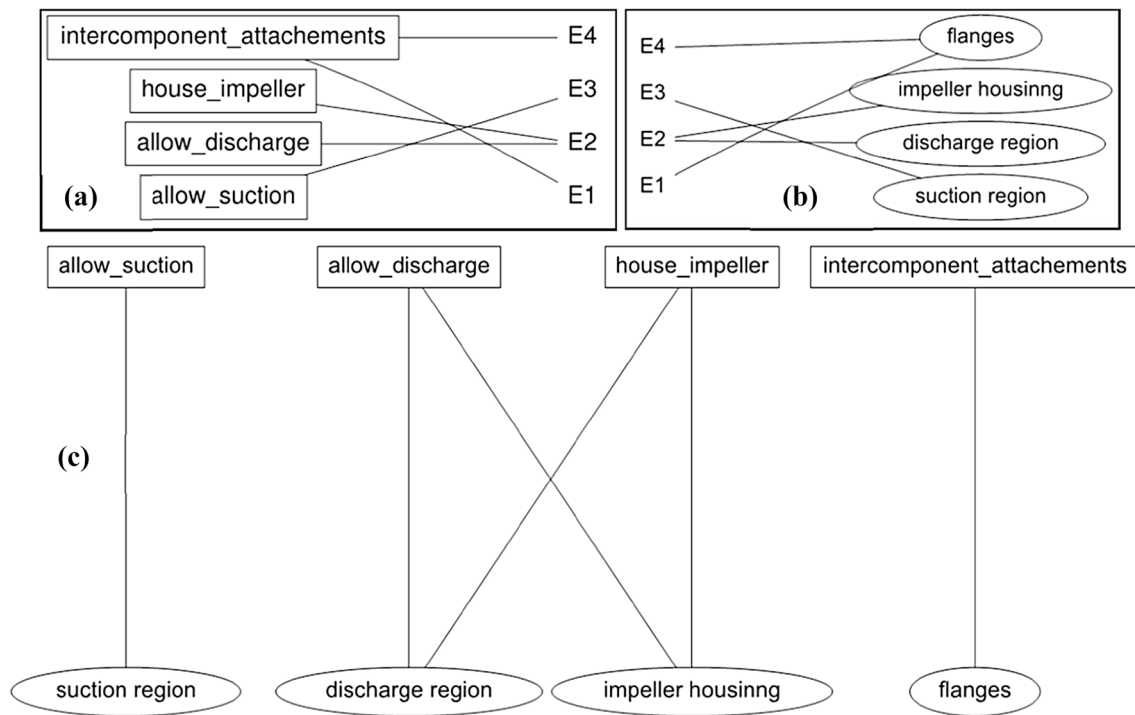 intercomponent_attachements
E4
house_impeller
E3
allow_discharge
E2
allow_suction
E1
(a)
E4
flanges
E3
impeller housinng
E2
discharge region
E1
suction region
(b)
allow_suction
allow_discharge
house_impeller
intercomponent_attachements
(c)
suction region
discharge region
impeller housinng
flanges